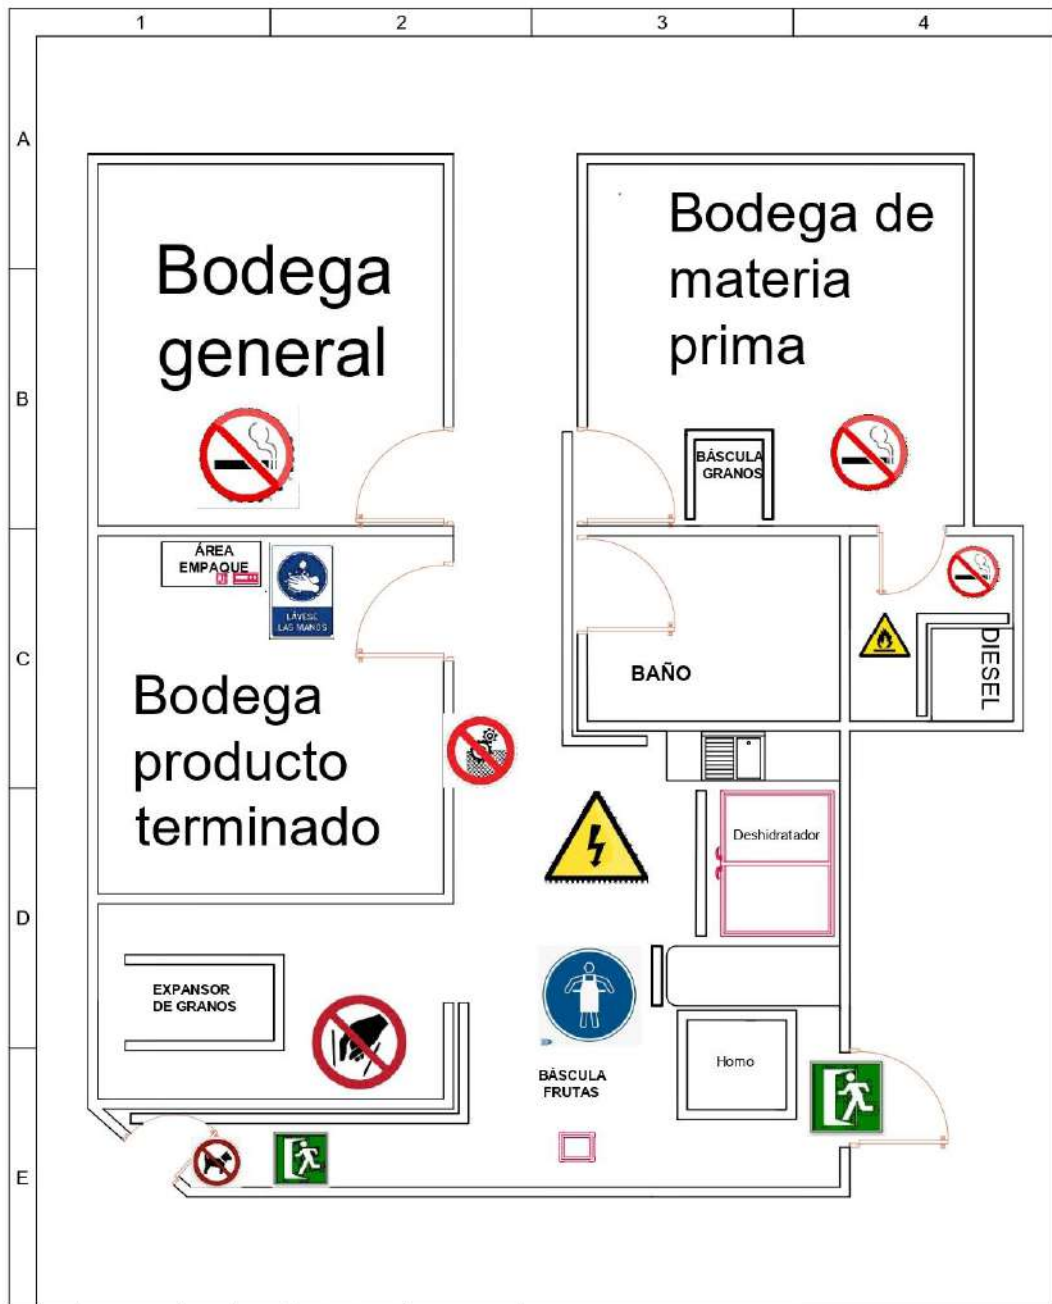 1
2
3
4
A
B
C
D
E
Bodega
general
Bodega de
materia
prima
BÁSCULA
GRANOS
ÁREA
EMPAQUE
LÁVESE
LAS MANOS
Bodega
producto
terminado
BAÑO
DIESEL
Deshidratador
EXPANSOR
DE GRANOS
BÁSCULA
FRUTAS
Horno